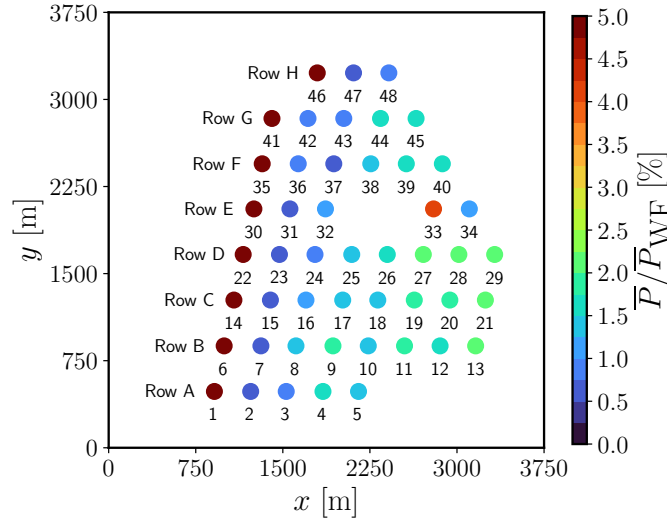 3750
3000
2250
1500
750
0
y [m]
Row H
46 47 48
Row G
41 42 43 44 45
Row F
35 36 37 38 39 40
Row E
30 31 32 33 34
Row D
22 23 24 25 26 27 28 29
Row C
14 15 16 17 18 19 20 21
Row B
6 7 8 9 10 11 12 13
Row A
1 2 3 4 5
0 750 1500 2250 3000 3750
x [m]
5.0
4.5
4.0
3.5
3.0
2.5
2.0
1.5
1.0
0.5
0.0
P̅/P̅_WF [%]